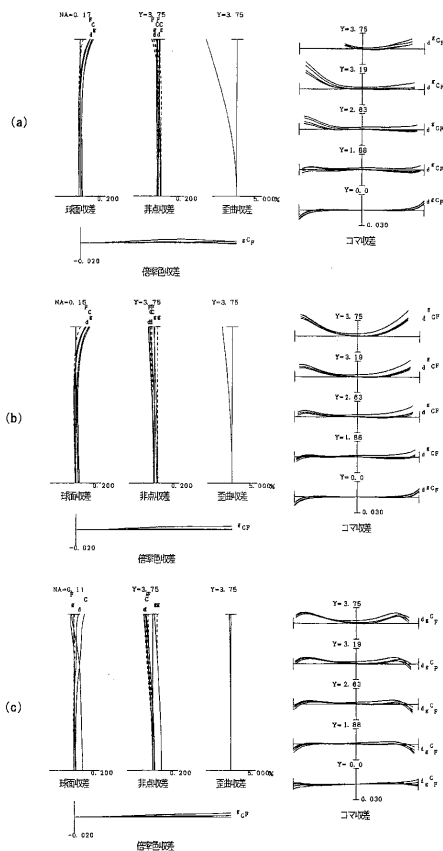 (a)
NA=0.17
F
C
g
d
0.200
球面収差
Y=3.75
0.200
非点収差
Y=3.75
5.000%
歪曲収差
g C F
-0.020
倍率色収差
Y=3.75
d g C F
Y=3.19
d g C F
Y=2.63
d g C F
Y=1.88
d g C F
Y=0.0
d g C F
0.030
コマ収差
(b)
NA=0.16
F
C
g
d
0.200
球面収差
Y=3.75
0.200
非点収差
Y=3.75
5.000%
歪曲収差
g C F
-0.020
倍率色収差
Y=3.75
d g C F
Y=3.19
d g C F
Y=2.63
d g C F
Y=1.88
d g C F
Y=0.0
d g C F
0.030
コマ収差
(c)
NA=0.11
F
C
g
d
0.200
球面収差
Y=3.75
0.200
非点収差
Y=3.75
5.000%
歪曲収差
g C F
-0.020
倍率色収差
Y=3.75
d g C F
Y=3.19
d g C F
Y=2.63
d g C F
Y=1.88
d g C F
Y=0.0
d g C F
0.030
コマ収差